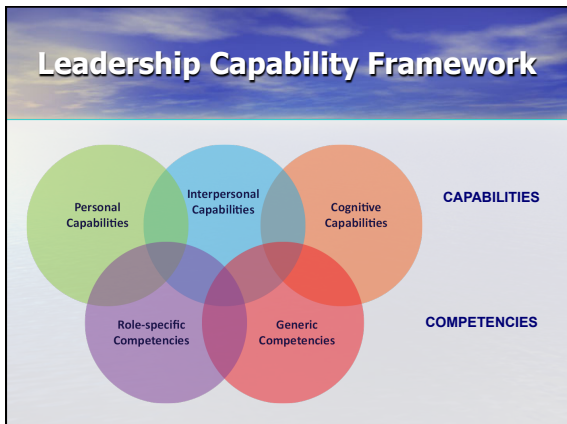 Leadership Capability Framework
Personal
Capabilities
Interpersonal
Capabilities
Cognitive
Capabilities
CAPABILITIES
Role-specific
Competencies
Generic
Competencies
COMPETENCIES